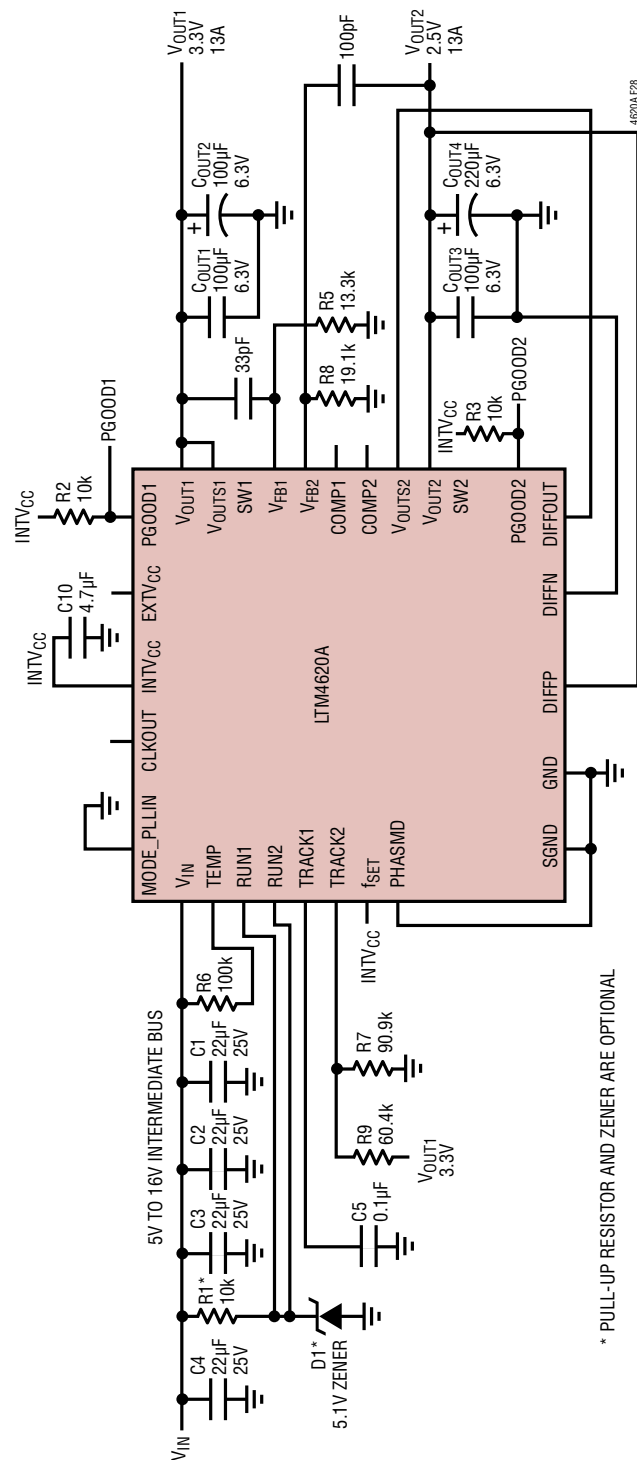 INTVCC
R2
10k
PGOOD1
INTVCC
C10
4.7µF
MODE_PLLIN
CLKOUT
INTVCC
EXTVCC
PGOOD1
VIN
5V TO 16V INTERMEDIATE BUS
C4
22µF
25V
R1*
10k
C3
22µF
25V
C2
22µF
25V
C1
22µF
25V
R6
100k
D1*
5.1V ZENER
C5
0.1µF
R9
60.4k
VOUT1
3.3V
R7
90.9k
INTVCC
VIN
TEMP
RUN1
RUN2
TRACK1
TRACK2
fSET
PHASMD
LTM4620A
VOUT1
VOUTS1
SW1
VFB1
VFB2
COMP1
COMP2
VOUTS2
VOUT2
SW2
PGOOD2
SGND
GND
DIFFP
DIFFN
DIFFOUT
33pF
COUT1
100µF
6.3V
COUT2
100µF
6.3V
+
VOUT1
3.3V
13A
R8
19.1k
R5
13.3k
100pF
INTVCC
R3
10k
PGOOD2
COUT3
100µF
6.3V
COUT4
220µF
6.3V
+
VOUT2
2.5V
13A
* PULL-UP RESISTOR AND ZENER ARE OPTIONAL
4620A F28